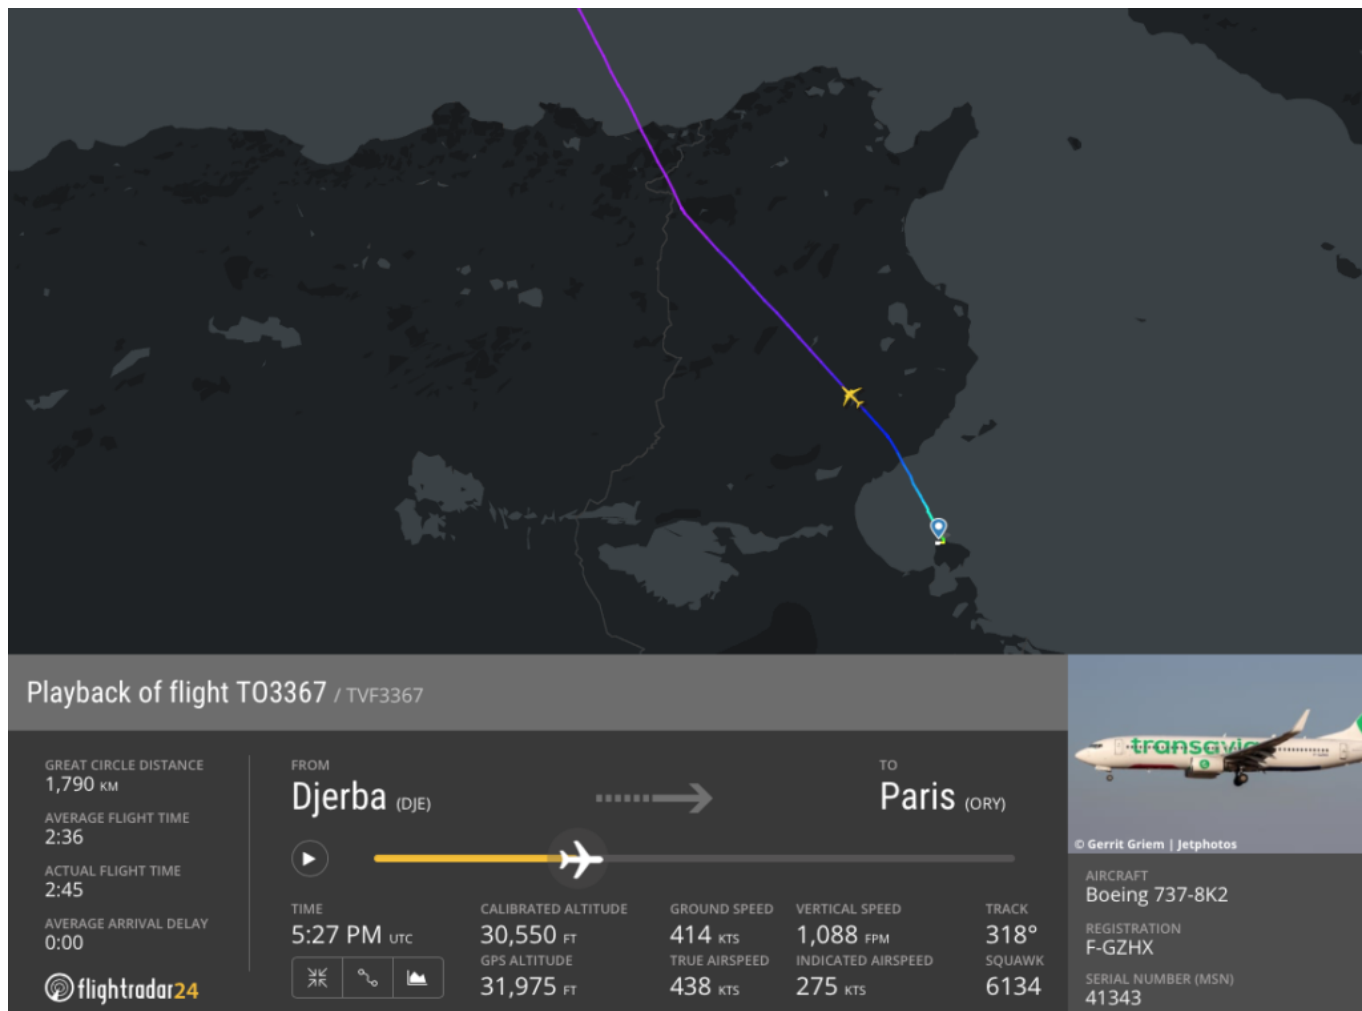 Playback of flight TO3367 / TVF3367
GREAT CIRCLE DISTANCE
1,790 KM
AVERAGE FLIGHT TIME
2:36
ACTUAL FLIGHT TIME
2:45
AVERAGE ARRIVAL DELAY
0:00
flightradar24
FROM
Djerba (DJE)
TO
Paris (ORY)
TIME
5:27 PM UTC
CALIBRATED ALTITUDE
30,550 FT
GPS ALTITUDE
31,975 FT
GROUND SPEED
414 KTS
TRUE AIRSPEED
438 KTS
VERTICAL SPEED
1,088 FPM
INDICATED AIRSPEED
275 KTS
TRACK
318°
SQUAWK
6134
transavia
© Gerrit Griem | Jetphotos
AIRCRAFT
Boeing 737-8K2
REGISTRATION
F-GZHX
SERIAL NUMBER (MSN)
41343